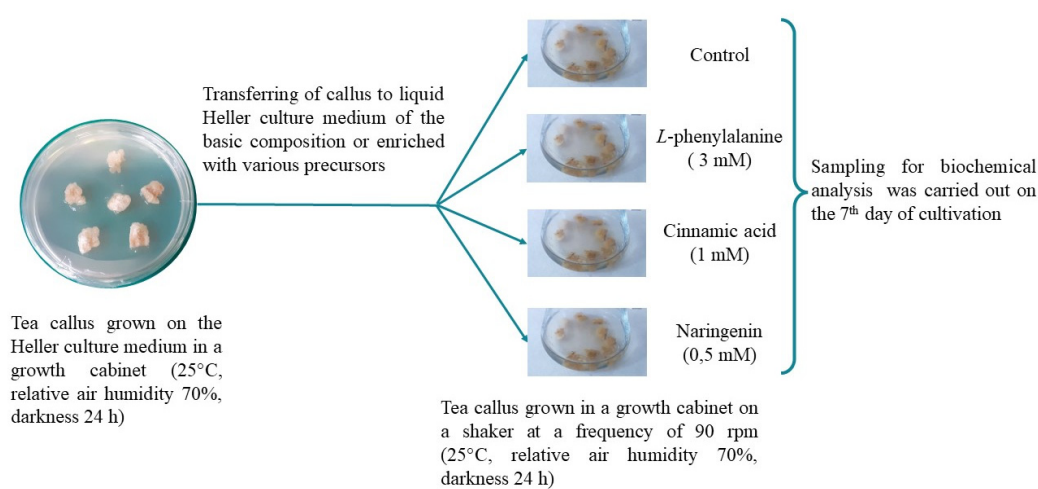 Transferring of callus to liquid
Heller culture medium of the
basic composition or enriched
with various precursors
Tea callus grown on the
Heller culture medium in a
growth cabinet (25°C,
relative air humidity 70%,
darkness 24 h)
Control
L-phenylalanine
( 3 mM)
Cinnamic acid
(1 mM)
Naringenin
(0,5 mM)
Tea callus grown in a growth cabinet on
a shaker at a frequency of 90 rpm
(25°C, relative air humidity 70%,
darkness 24 h)
Sampling for biochemical
analysis was carried out on
the 7th day of cultivation